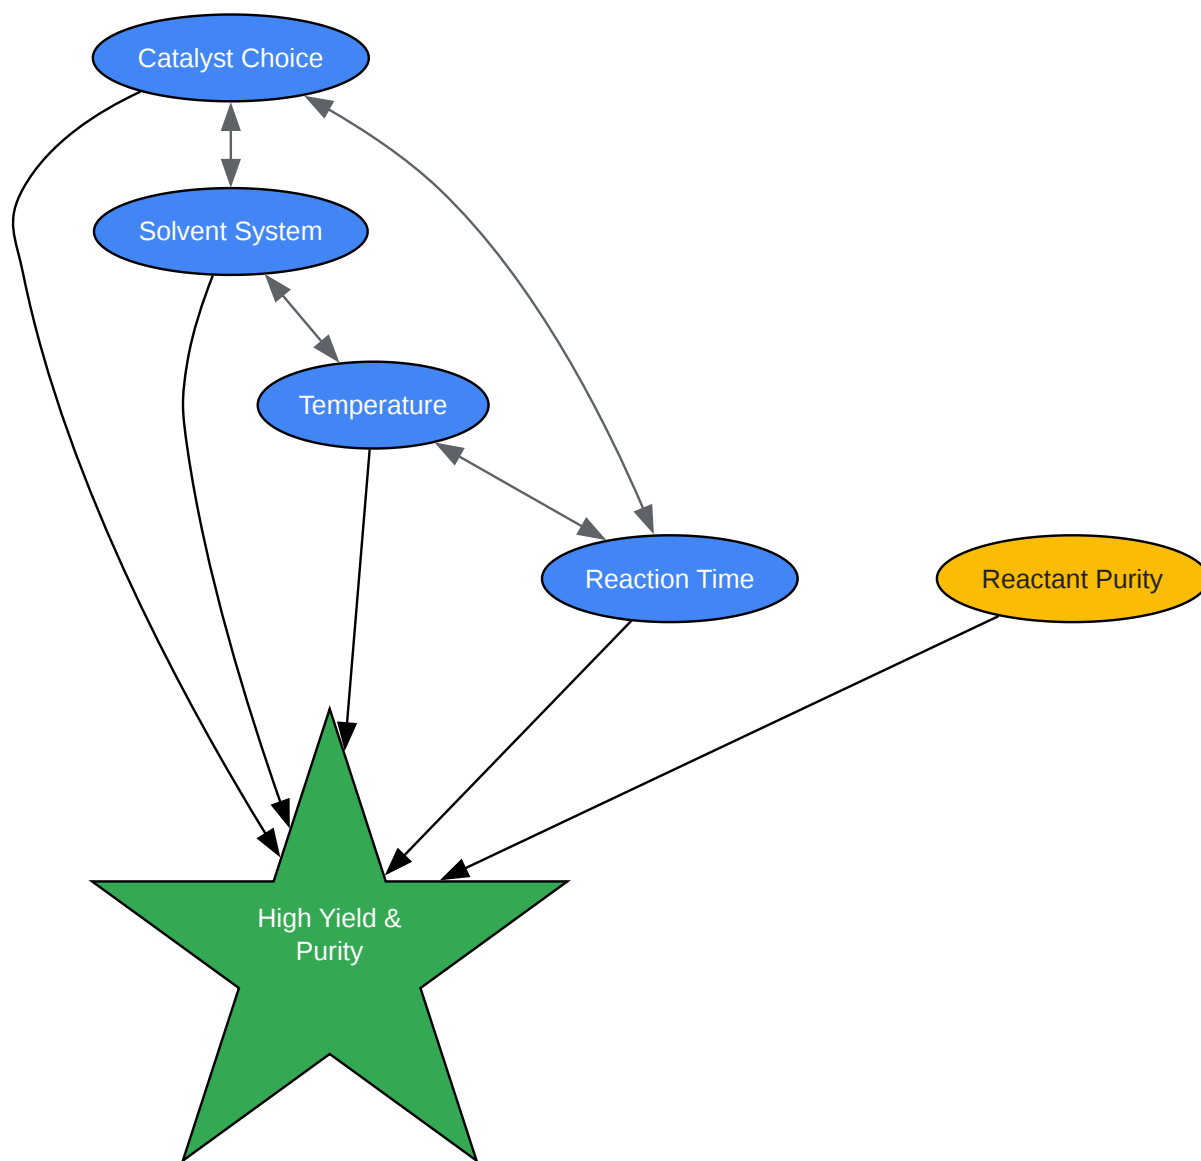 Catalyst Choice
Solvent System
Temperature
Reaction Time
Reactant Purity
High Yield &
Purity